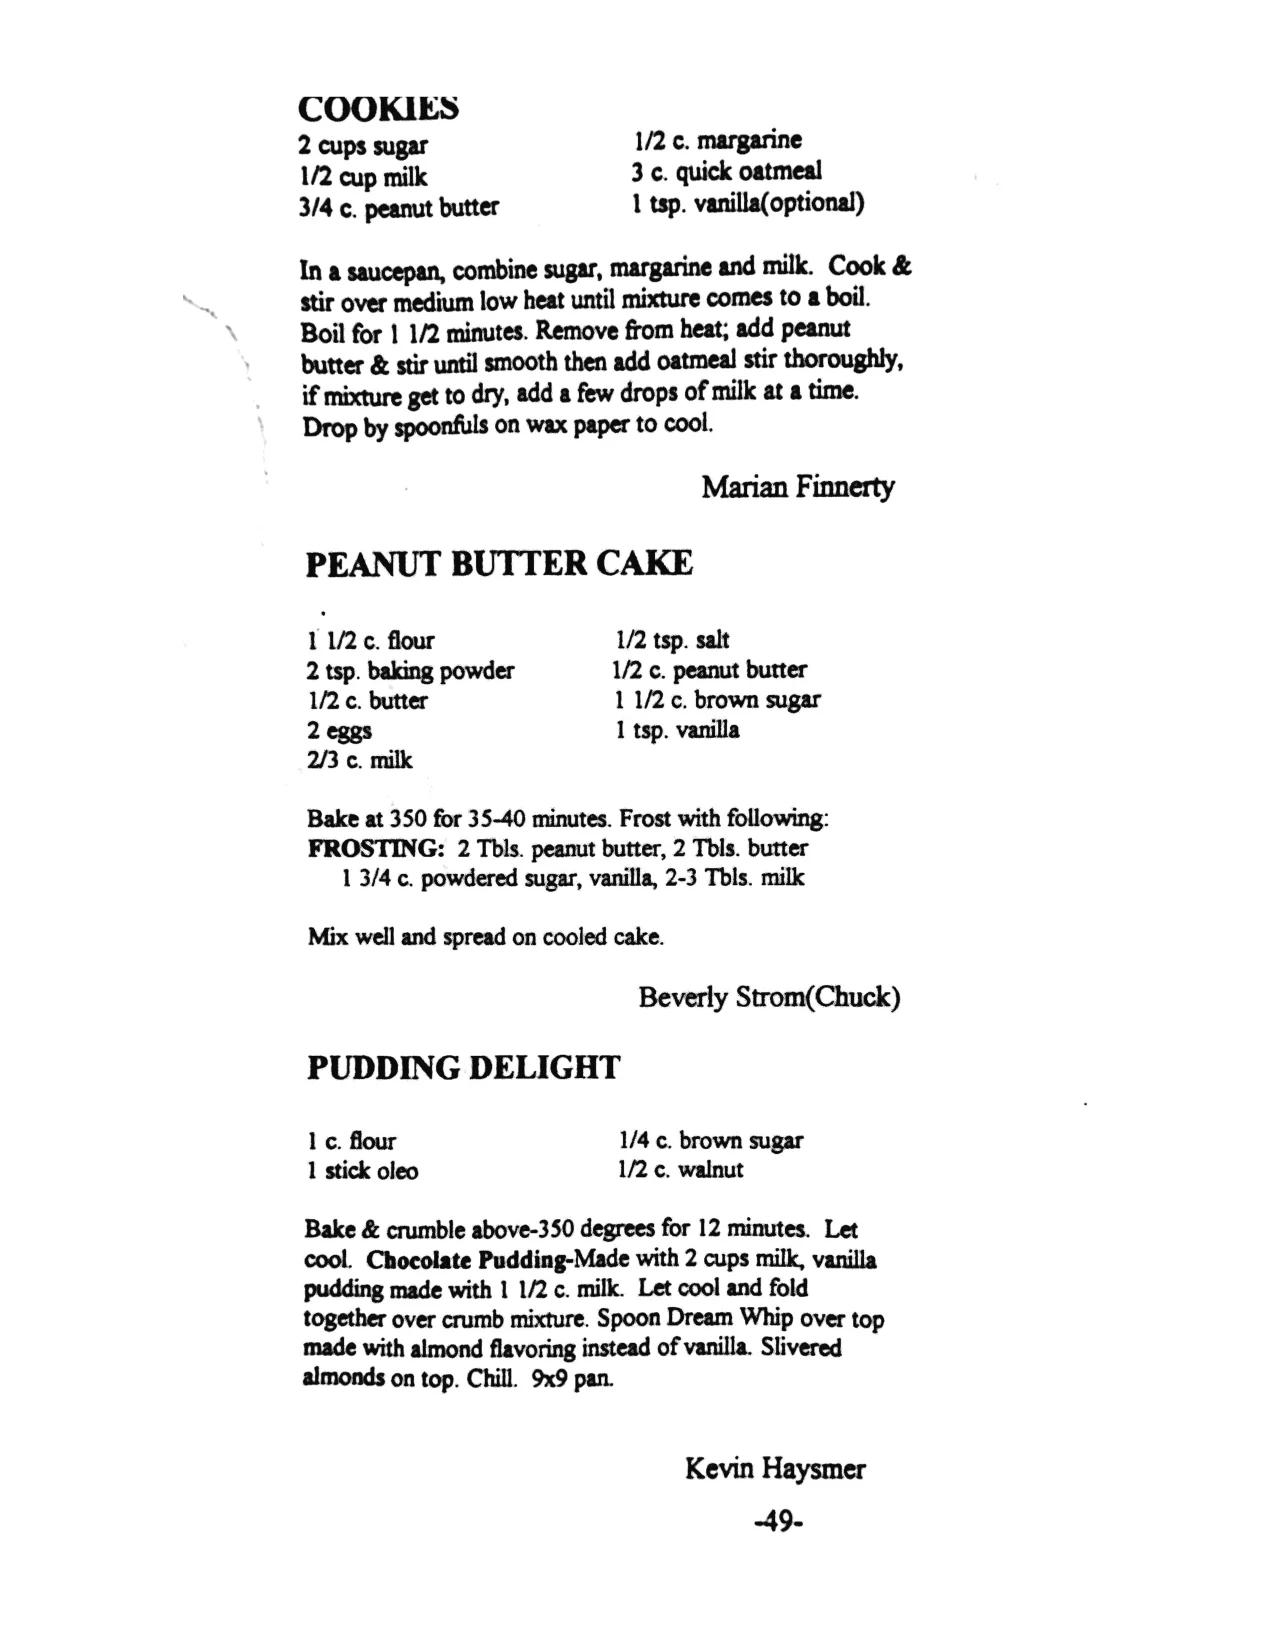 COOKIES
2 cups sugar 1/2 c. margarine
1/2 cup milk 3 c. quick oatmeal
3/4 c. peanut butter 1 tsp. vanilla(optional)
In a saucepan, combine sugar, margarine and milk. Cook &
stir over medium low heat until mixture comes to a boil.
Boil for 1 1/2 minutes. Remove from heat; add peanut
butter & stir until smooth then add oatmeal stir thoroughly,
if mixture get to dry, add a few drops of milk at a time.
Drop by spoonfuls on wax paper to cool.
Marian Finnerty
PEANUT BUTTER CAKE
1 1/2 c. flour 1/2 tsp. salt
2 tsp. baking powder 1/2 c. peanut butter
1/2 c. butter 1 1/2 c. brown sugar
2 eggs 1 tsp. vanilla
2/3 c. milk
Bake at 350 for 35-40 minutes. Frost with following:
FROSTING: 2 Tbls. peanut butter, 2 Tbls. butter
1 3/4 c. powdered sugar, vanilla, 2-3 Tbls. milk
Mix well and spread on cooled cake.
Beverly Strom(Chuck)
PUDDING DELIGHT
1 c. flour 1/4 c. brown sugar
1 stick oleo 1/2 c. walnut
Bake & crumble above-350 degrees for 12 minutes. Let
cool. Chocolate Pudding-Made with 2 cups milk, vanilla
pudding made with 1 1/2 c. milk. Let cool and fold
together over crumb mixture. Spoon Dream Whip over top
made with almond flavoring instead of vanilla. Slivered
almonds on top. Chill. 9x9 pan.
Kevin Haysmer
-49-